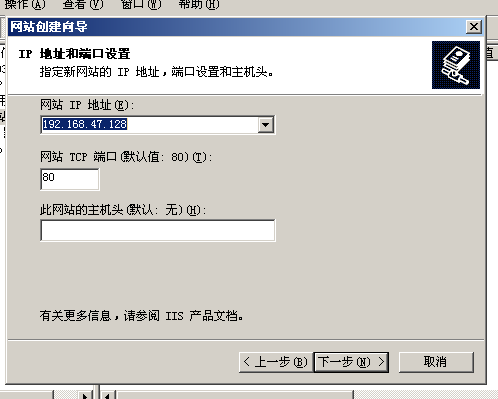 操作(A) 查看(V) 窗口(W) 帮助(H)
网站创建向导
值
IP 地址和端口设置
指定新网站的 IP 地址，端口设置和主机头。
网站 IP 地址(E):
192.168.47.128
网站 TCP 端口(默认值: 80)(T):
80
此网站的主机头(默认: 无)(H):
有关更多信息，请参阅 IIS 产品文档。
< 上一步(B) 下一步(N) > 取消